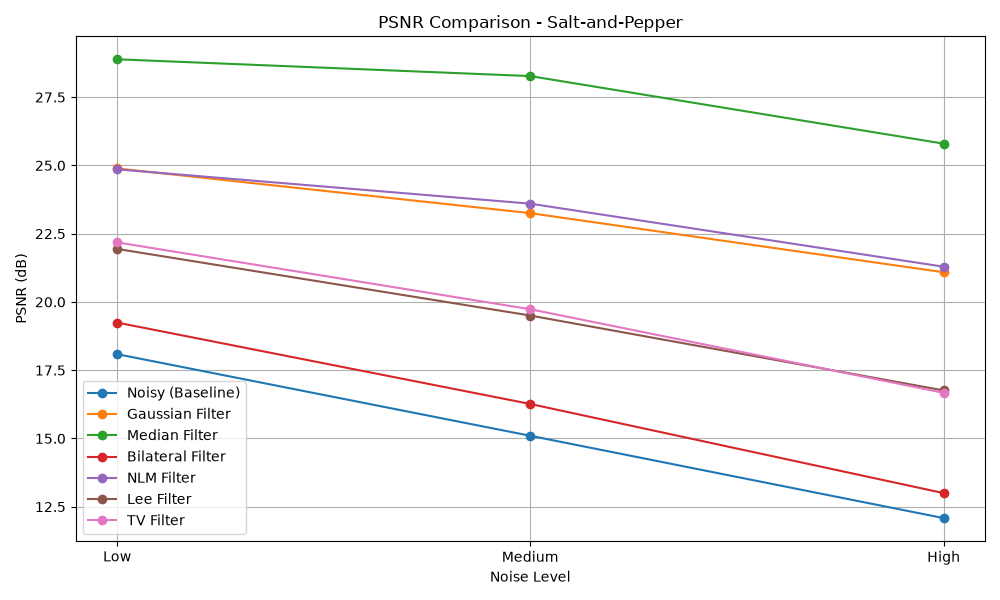 PSNR Comparison - Salt-and-Pepper
PSNR (dB)
27.5
25.0
22.5
20.0
17.5
15.0
12.5
Noisy (Baseline)
Gaussian Filter
Median Filter
Bilateral Filter
NLM Filter
Lee Filter
TV Filter
Low
Medium
High
Noise Level